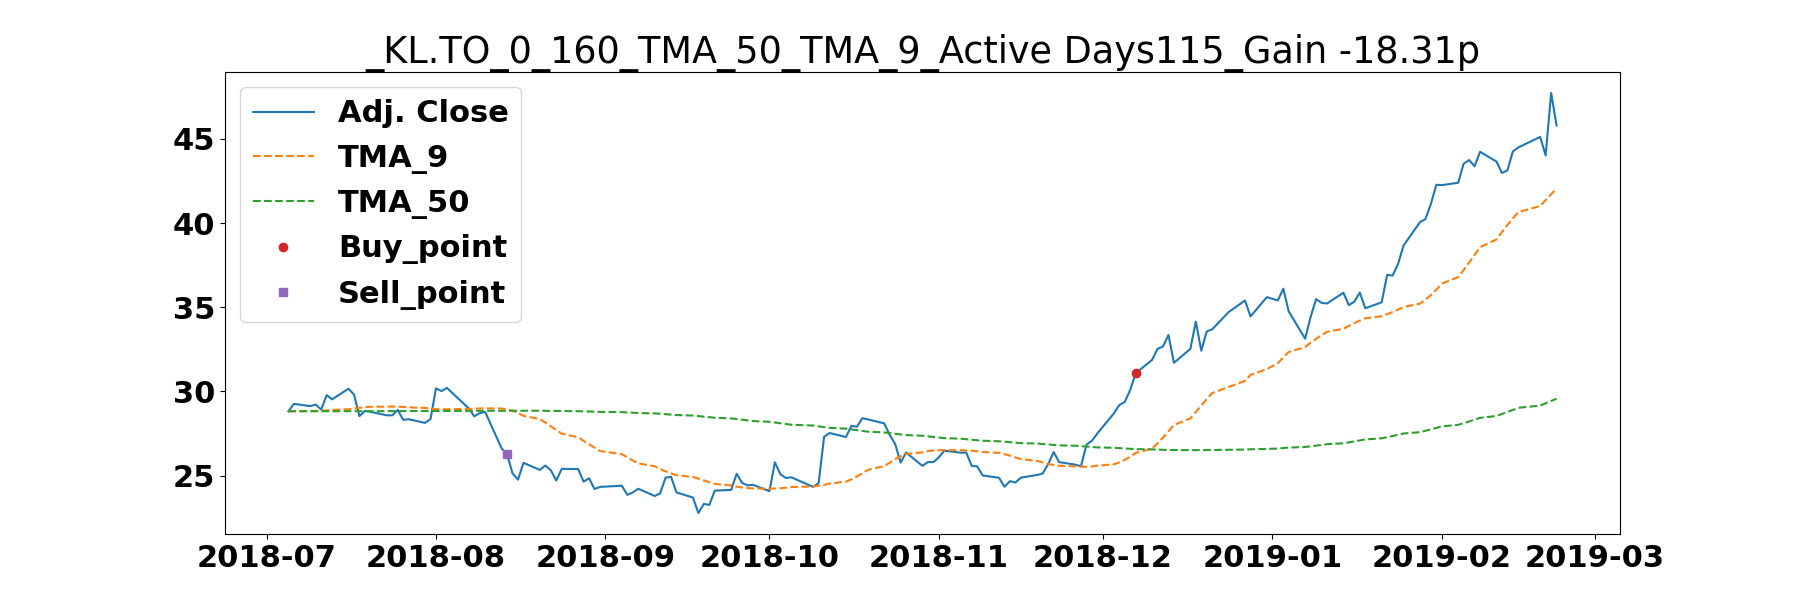 _KL.TO_0_160_TMA_50_TMA_9_Active Days115_Gain -18.31p
Adj. Close
TMA_9
TMA_50
Buy_point
Sell_point
45
40
35
30
25
2018-07 2018-08 2018-09 2018-10 2018-11 2018-12 2019-01 2019-02 2019-03